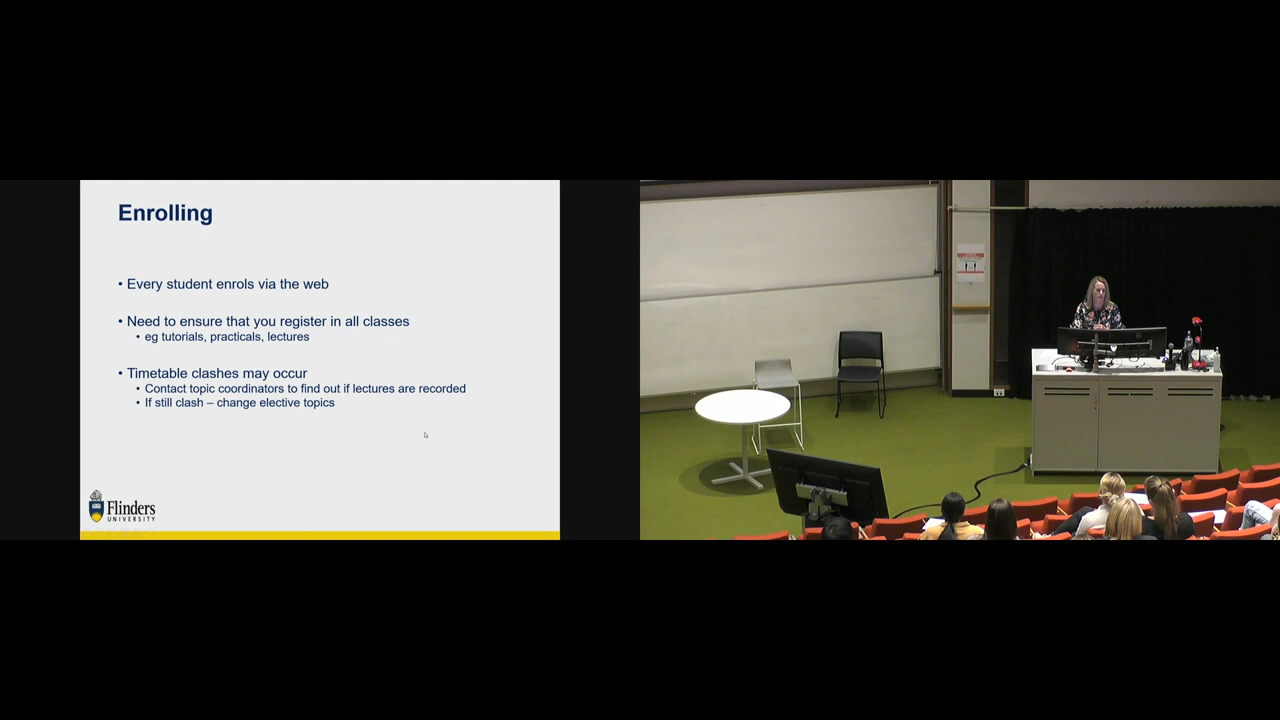 Enrolling
• Every student enrols via the web
• Need to ensure that you register in all classes
• eg tutorials, practicals, lectures
• Timetable clashes may occur
• Contact topic coordinators to find out if lectures are recorded
• If still clash – change elective topics
Flinders
UNIVERSITY